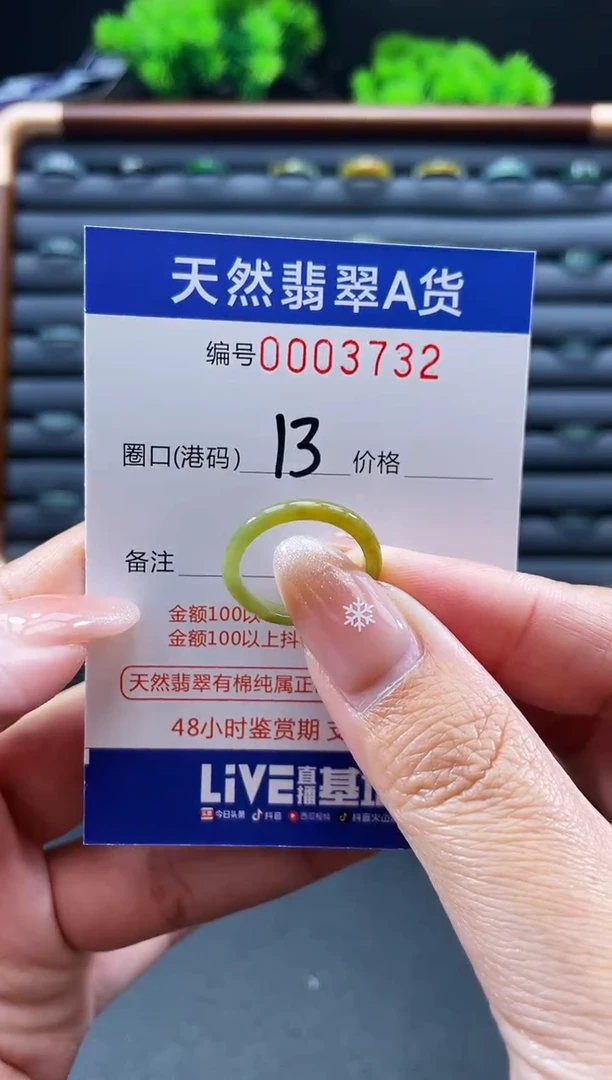 天然翡翠A货
编号0003732
圈口(港码) 13 价格
备注
金额100以
金额100以上抖
天然翡翠有棉纯属正
48小时鉴赏期
LIVE直播基
今日头条 抖音 西瓜视频 抖音火山